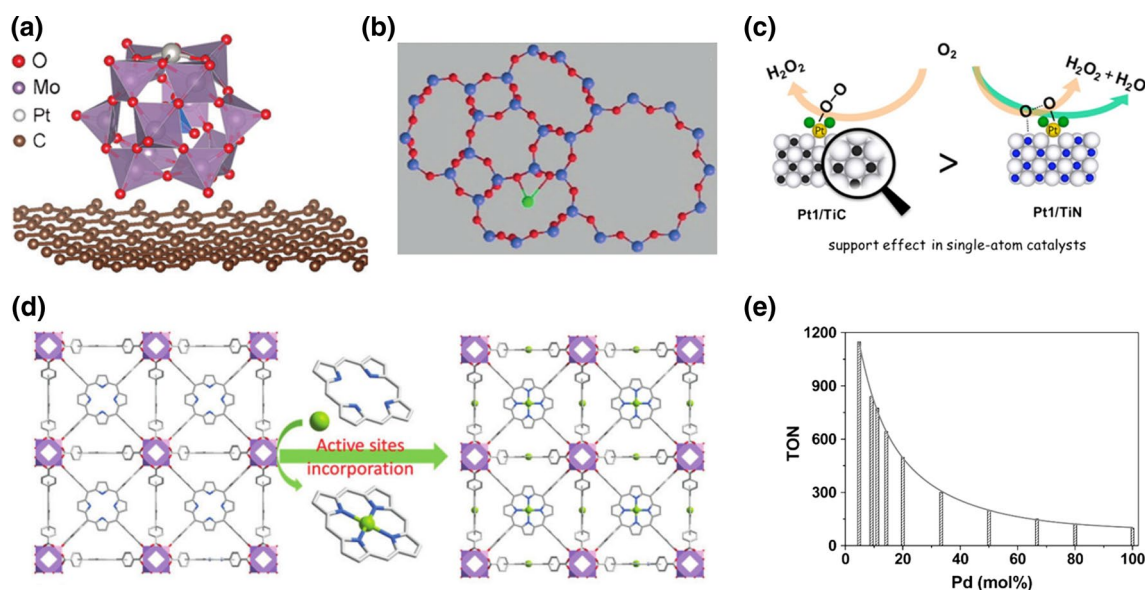 (a)
O
Mo
Pt
C
(b)
(c)
O₂
H₂O₂
H₂O₂ + H₂O
O
O
Pt
O
O
Pt
>
Pt1/TiC
Pt1/TiN
support effect in single-atom catalysts
(d)
Active sites
incorporation
(e)
1200
900
600
300
0
TON
0
20
40
60
80
100
Pd (mol%)